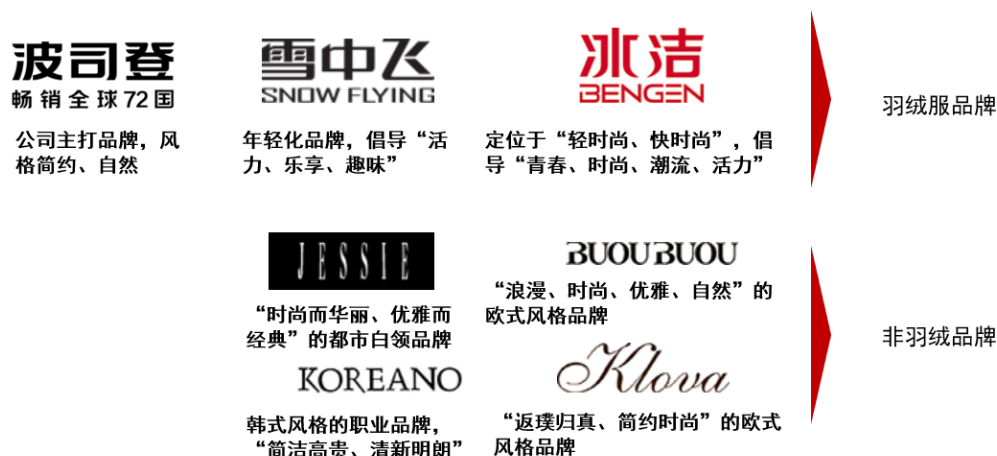 波司登
畅销全球72国
公司主打品牌，风
格简约、自然
雪中飞
SNOW FLYING
年轻化品牌，倡导“活
力、乐享、趣味”
冰洁
BENGEN
定位于“轻时尚、快时尚”，倡
导“青春、时尚、潮流、活力”
羽绒服品牌
JESSIE
“时尚而华丽、优雅而
经典”的都市白领品牌
BUOU BUOU
“浪漫、时尚、优雅、自然”的
欧式风格品牌
KOREANO
韩式风格的职业品牌，
“简洁高贵、清新明朗”
Klova
“返璞归真、简约时尚”的欧式
风格品牌
非羽绒品牌